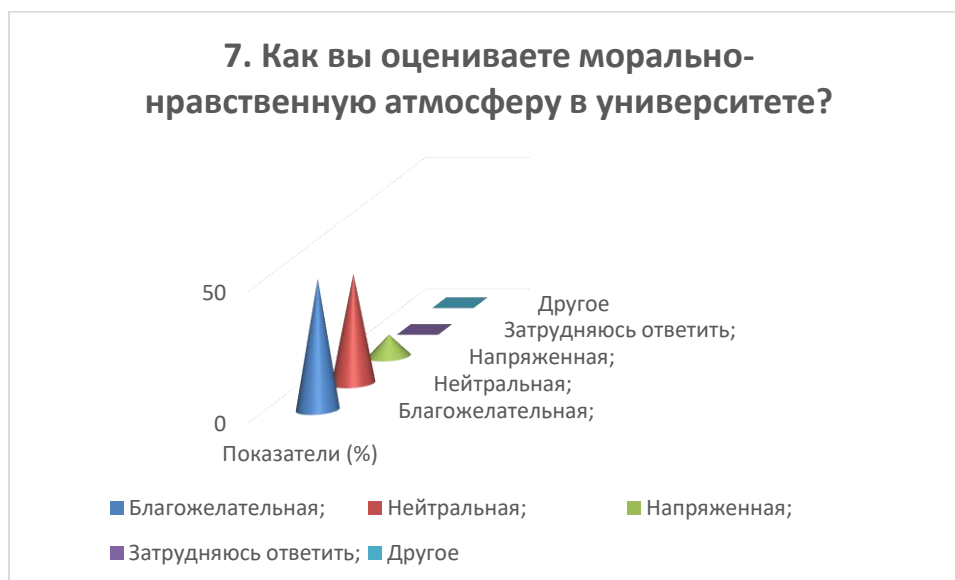 7. Как вы оцениваете морально-
нравственную атмосферу в университете?
50
0
Другое
Затрудняюсь ответить;
Напряженная;
Нейтральная;
Благожелательная;
Показатели (%)
Благожелательная; Нейтральная; Напряженная;
Затрудняюсь ответить; Другое